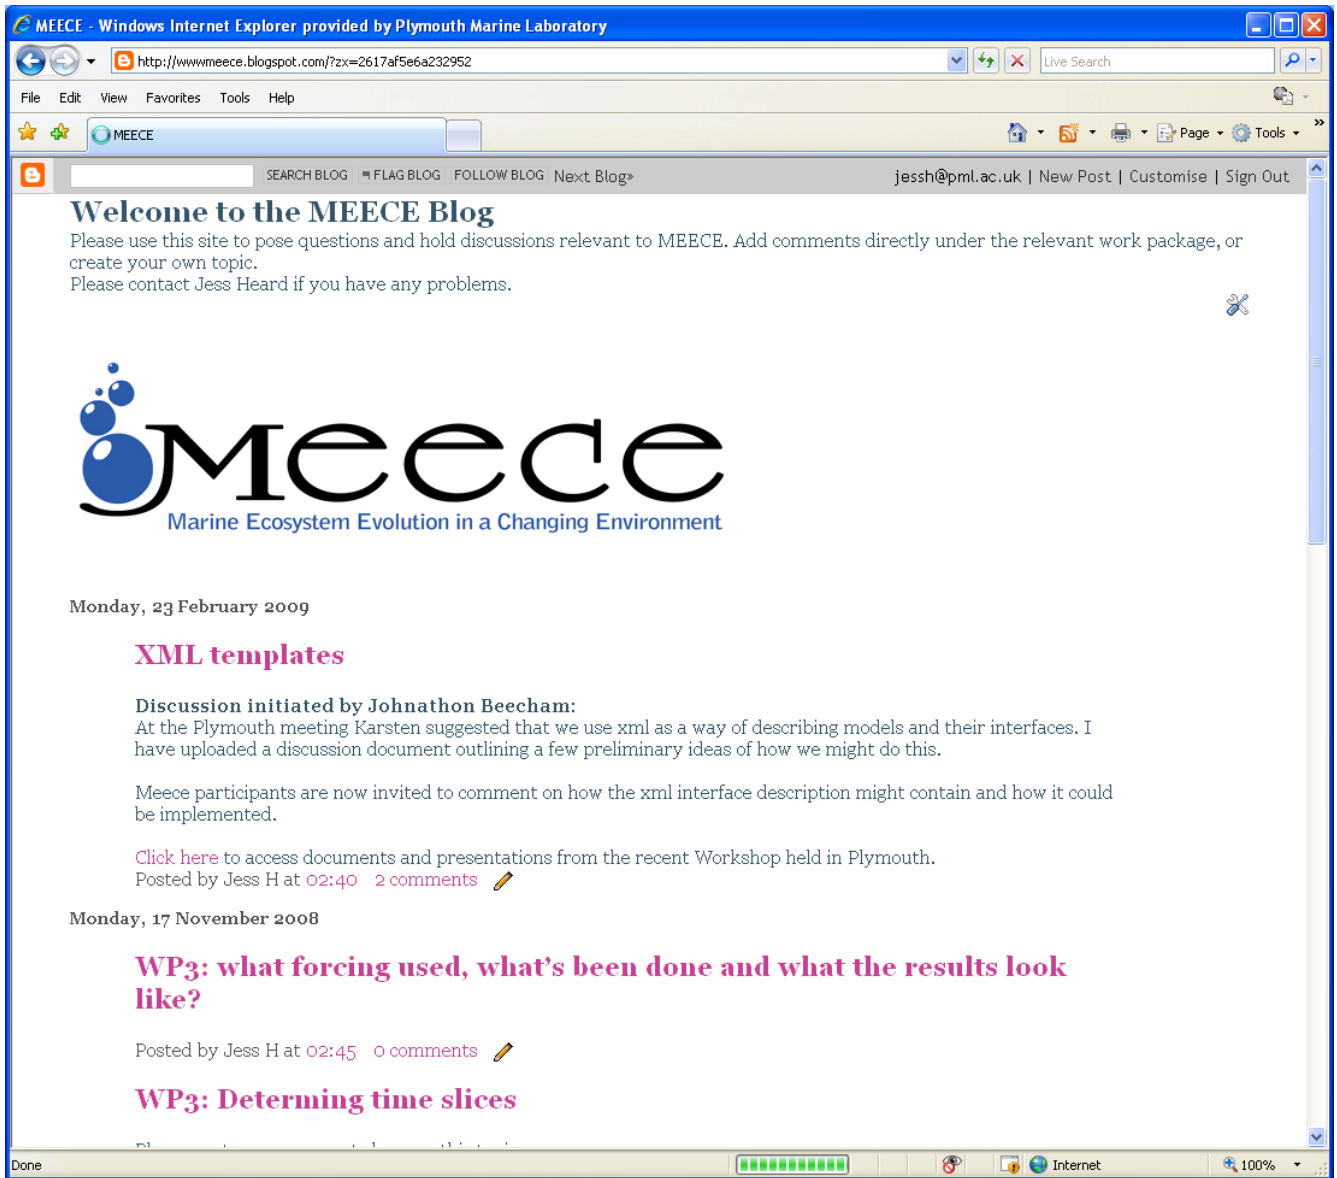 MEECE - Windows Internet Explorer provided by Plymouth Marine Laboratory
http://wwwmeece.blogspot.com/?zx=2617af5e6a232952
Live Search
File Edit View Favorites Tools Help
MEECE
Page Tools
SEARCH BLOG FLAG BLOG FOLLOW BLOG Next Blog»
jessh@pml.ac.uk | New Post | Customise | Sign Out
Welcome to the MEECE Blog
Please use this site to pose questions and hold discussions relevant to MEECE. Add comments directly under the relevant work package, or
create your own topic.
Please contact Jess Heard if you have any problems.
meece
Marine Ecosystem Evolution in a Changing Environment
Monday, 23 February 2009
XML templates
Discussion initiated by Johnathon Beecham:
At the Plymouth meeting Karsten suggested that we use xml as a way of describing models and their interfaces. I
have uploaded a discussion document outlining a few preliminary ideas of how we might do this.
Meece participants are now invited to comment on how the xml interface description might contain and how it could
be implemented.
Click here to access documents and presentations from the recent Workshop held in Plymouth.
Posted by Jess H at 02:40 2 comments
Monday, 17 November 2008
WP3: what forcing used, what's been done and what the results look
like?
Posted by Jess H at 02:45 0 comments
WP3: Determing time slices
Done
Internet
100%